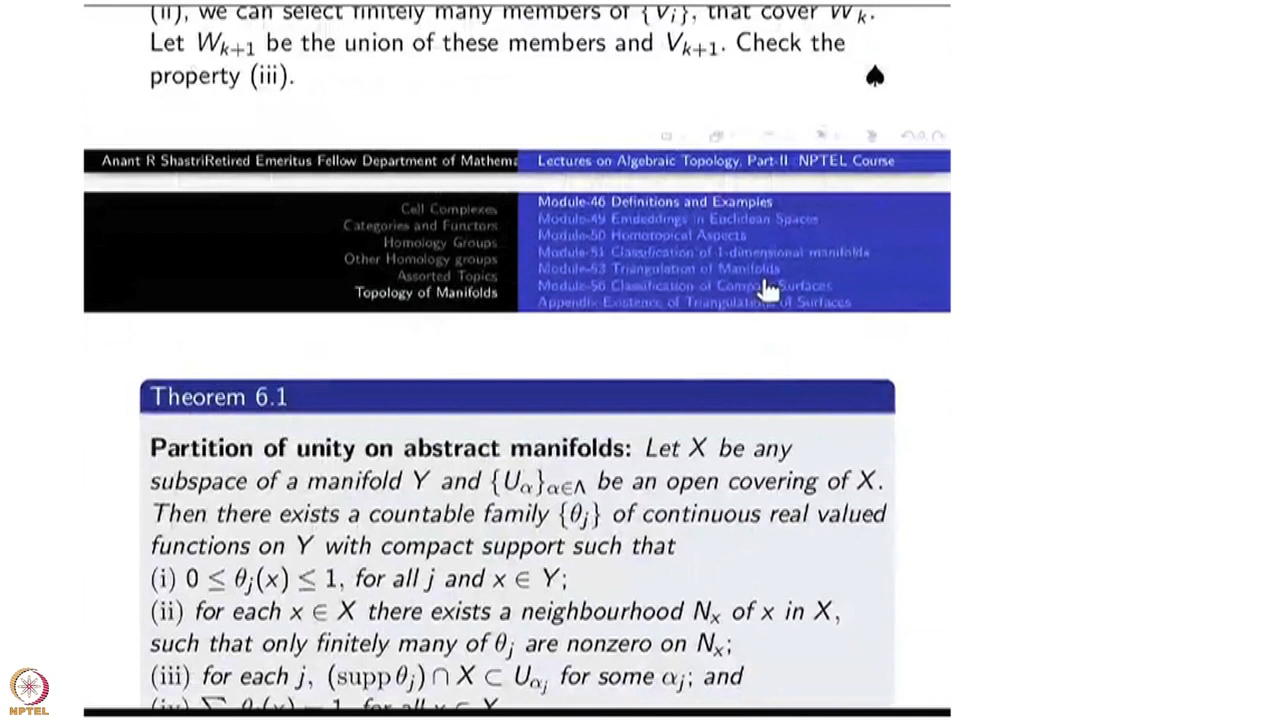 (ii), we can select finitely many members of {V_i}, that cover W̄_k.
Let W_{k+1} be the union of these members and V_{k+1}. Check the
property (iii). ♠
Anant R ShastriRetired Emeritus Fellow Department of Mathema
Lectures on Algebraic Topology, Part-II NPTEL Course
Cell Complexes
Categories and Functors
Homology Groups
Other Homology groups
Assorted Topics
Topology of Manifolds
Module-46 Definitions and Examples
Module-49 Embeddings in Euclidean Spaces
Module-50 Homotopical Aspects
Module-51 Classification of 1-dimensional manifolds
Module-53 Triangulation of Manifolds
Module-56 Classification of Compact Surfaces
Appendix-Existence of Triangulations of Surfaces
Theorem 6.1
Partition of unity on abstract manifolds: Let X be any
subspace of a manifold Y and {U_α}_{α∈Λ} be an open covering of X.
Then there exists a countable family {θ_j} of continuous real valued
functions on Y with compact support such that
(i) 0 ≤ θ_j(x) ≤ 1, for all j and x ∈ Y;
(ii) for each x ∈ X there exists a neighbourhood N_x of x in X,
such that only finitely many of θ_j are nonzero on N_x;
(iii) for each j, (supp θ_j) ∩ X ⊂ U_{α_j} for some α_j; and
NPTEL